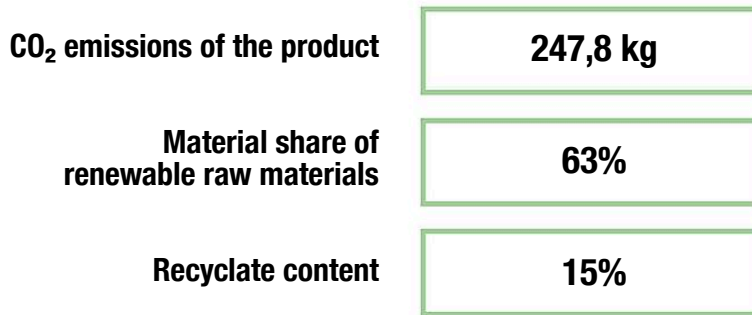 CO₂ emissions of the product
247,8 kg
Material share of
renewable raw materials
63%
Recyclate content
15%